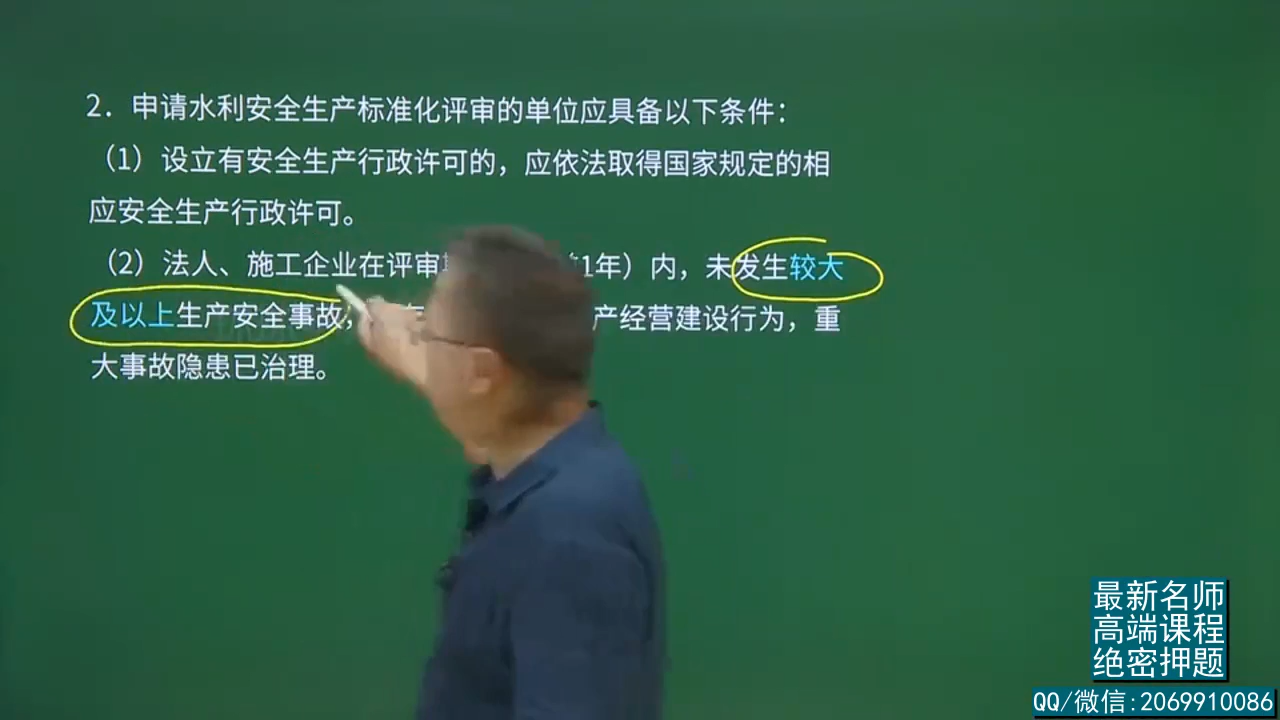 2. 申请水利安全生产标准化评审的单位应具备以下条件：
（1）设立有安全生产行政许可的，应依法取得国家规定的相
应安全生产行政许可。
（2）法人、施工企业在评审 1年）内，未发生较大
及以上生产安全事故， 产经营建设行为，重
大事故隐患已治理。
最新名师
高端课程
绝密押题
QQ/微信:2069910086